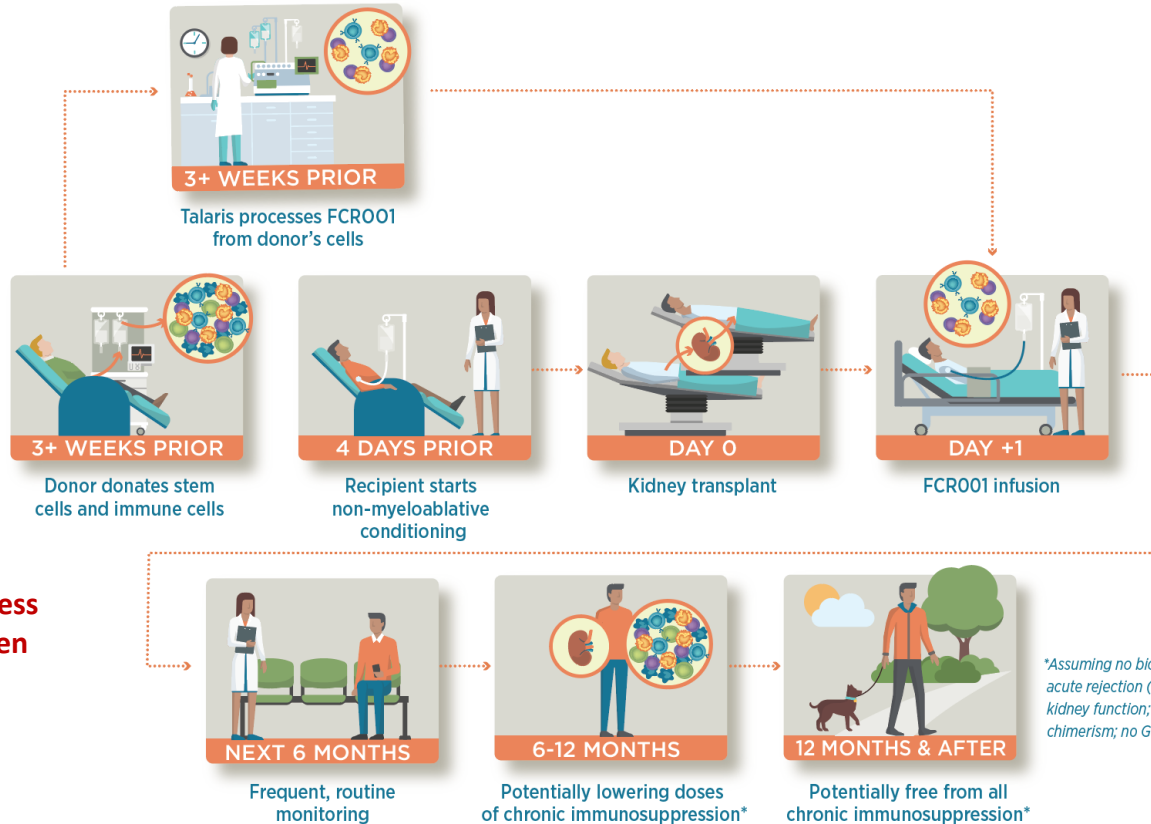 3+ WEEKS PRIOR
Talaris processes FCR001
from donor's cells
3+ WEEKS PRIOR
Donor donates stem
cells and immune cells
4 DAYS PRIOR
Recipient starts
non-myeloablative
conditioning
DAY 0
Kidney transplant
DAY +1
FCR001 infusion
ess
en
NEXT 6 MONTHS
Frequent, routine
monitoring
6-12 MONTHS
Potentially lowering doses
of chronic immunosuppression*
12 MONTHS & AFTER
Potentially free from all
chronic immunosuppression*
*Assuming no bio
acute rejection (
kidney function;
chimerism; no G